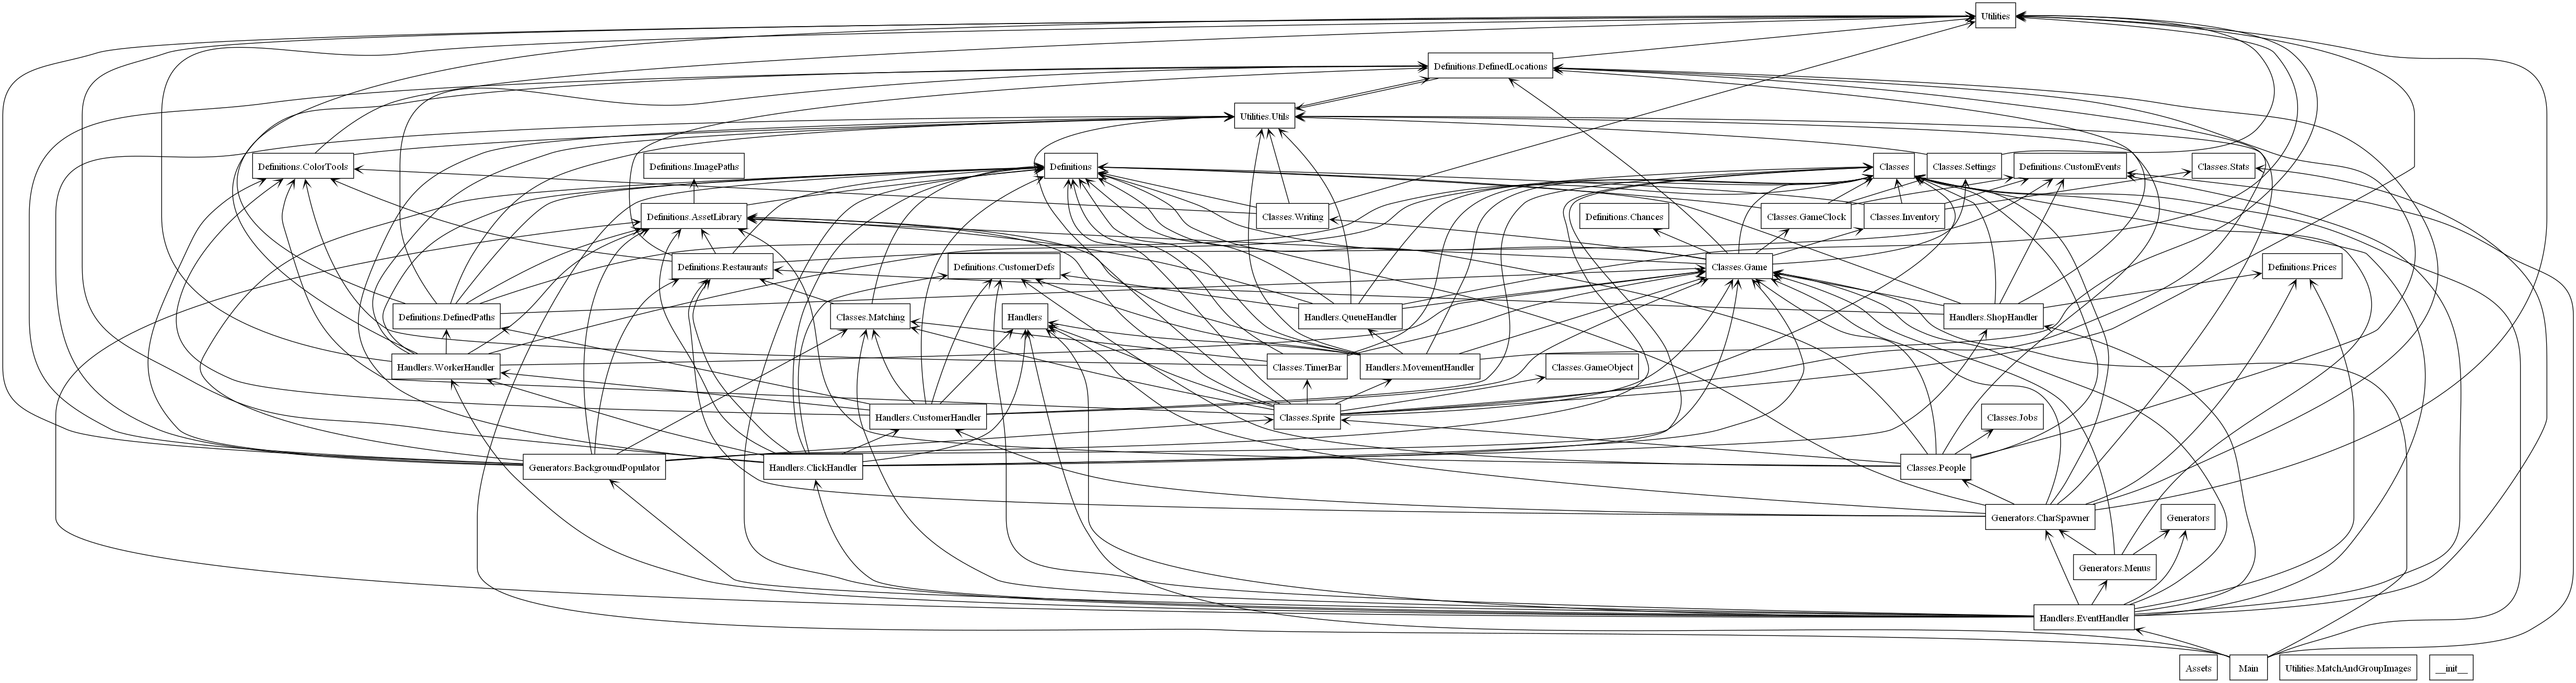 Utilities
Definitions.DefinedLocations
Utilities.Utils
Definitions.ColorTools
Definitions.ImagePaths
Definitions
Classes
Classes.Settings
Definitions.CustomEvents
Classes.Stats
Definitions.AssetLibrary
Classes.Writing
Definitions.Chances
Classes.GameClock
Classes.Inventory
Definitions.Restaurants
Definitions.CustomerDefs
Classes.Game
Definitions.Prices
Definitions.DefinedPaths
Classes.Matching
Handlers
Handlers.QueueHandler
Handlers.ShopHandler
Handlers.WorkerHandler
Classes.TimerBar
Handlers.MovementHandler
Classes.GameObject
Handlers.CustomerHandler
Classes.Sprite
Classes.Jobs
Generators.BackgroundPopulator
Handlers.ClickHandler
Classes.People
Generators.CharSpawner
Generators
Generators.Menus
Handlers.EventHandler
Assets
Main
Utilities.MatchAndGroupImages
__init__